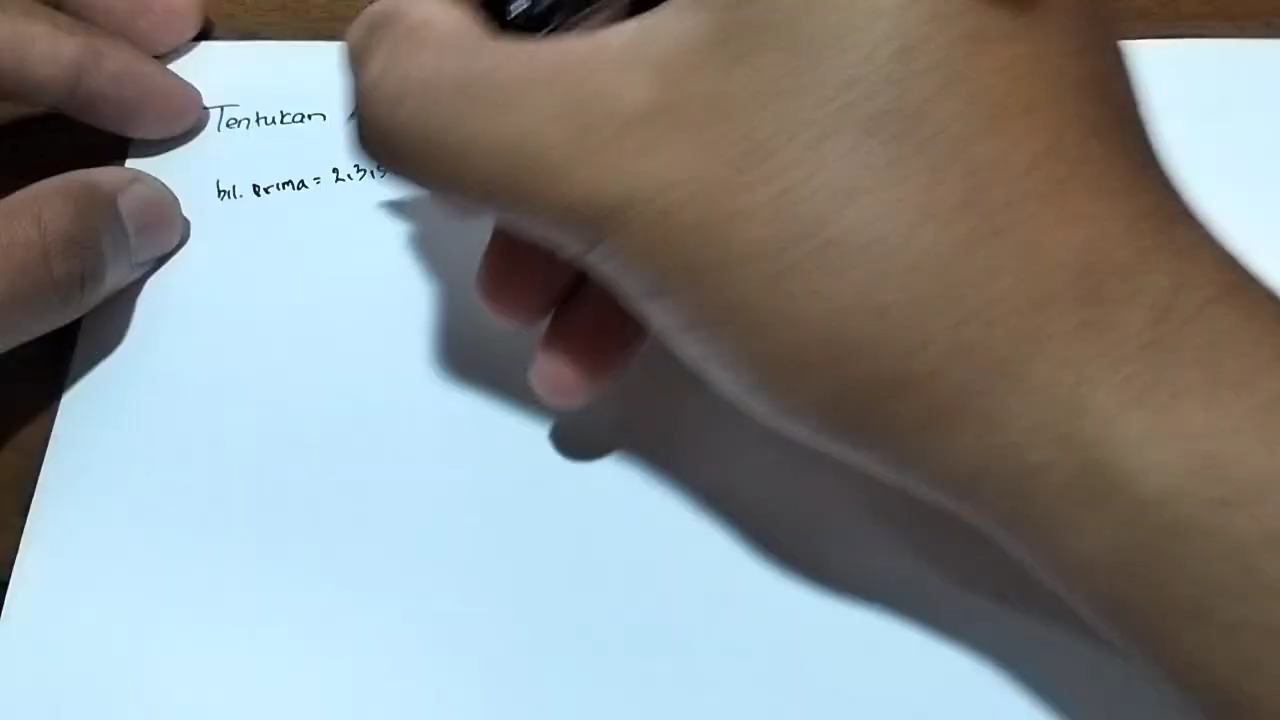 Tentukan
bil. prima = 2,3,5